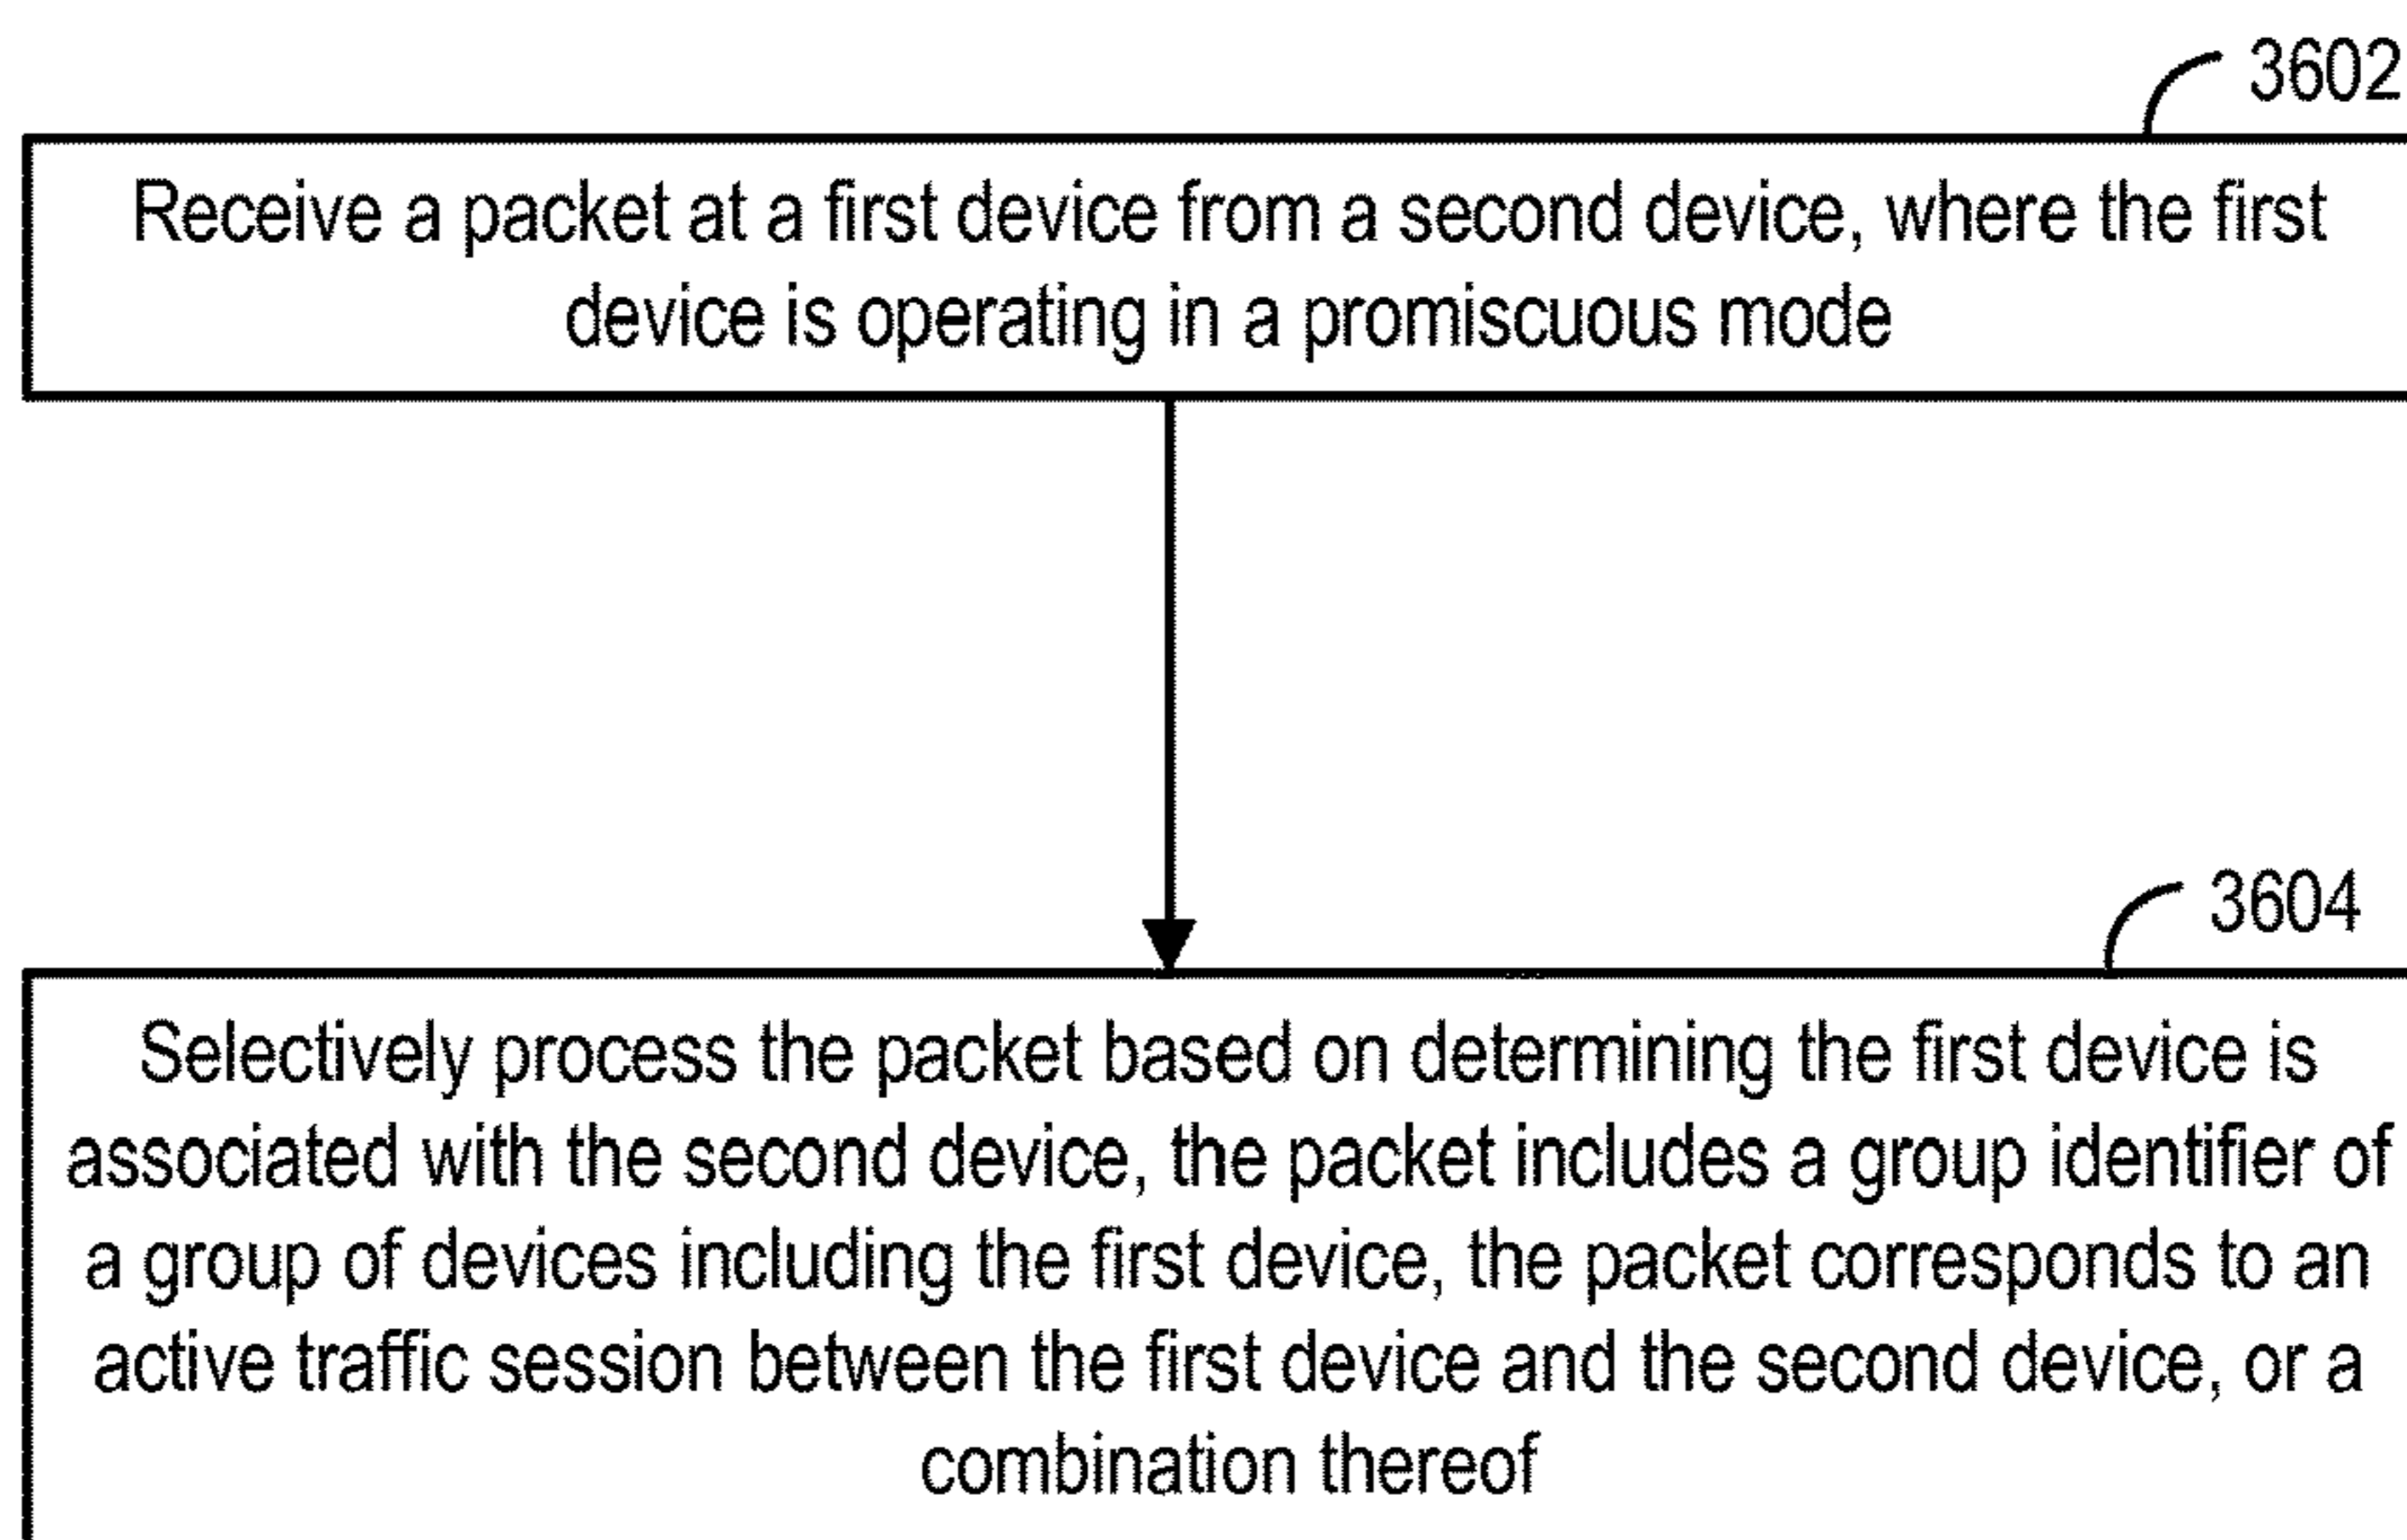 3602
Receive a packet at a first device from a second device, where the first
device is operating in a promiscuous mode
3604
Selectively process the packet based on determining the first device is
associated with the second device, the packet includes a group identifier of
a group of devices including the first device, the packet corresponds to an
active traffic session between the first device and the second device, or a
combination thereof